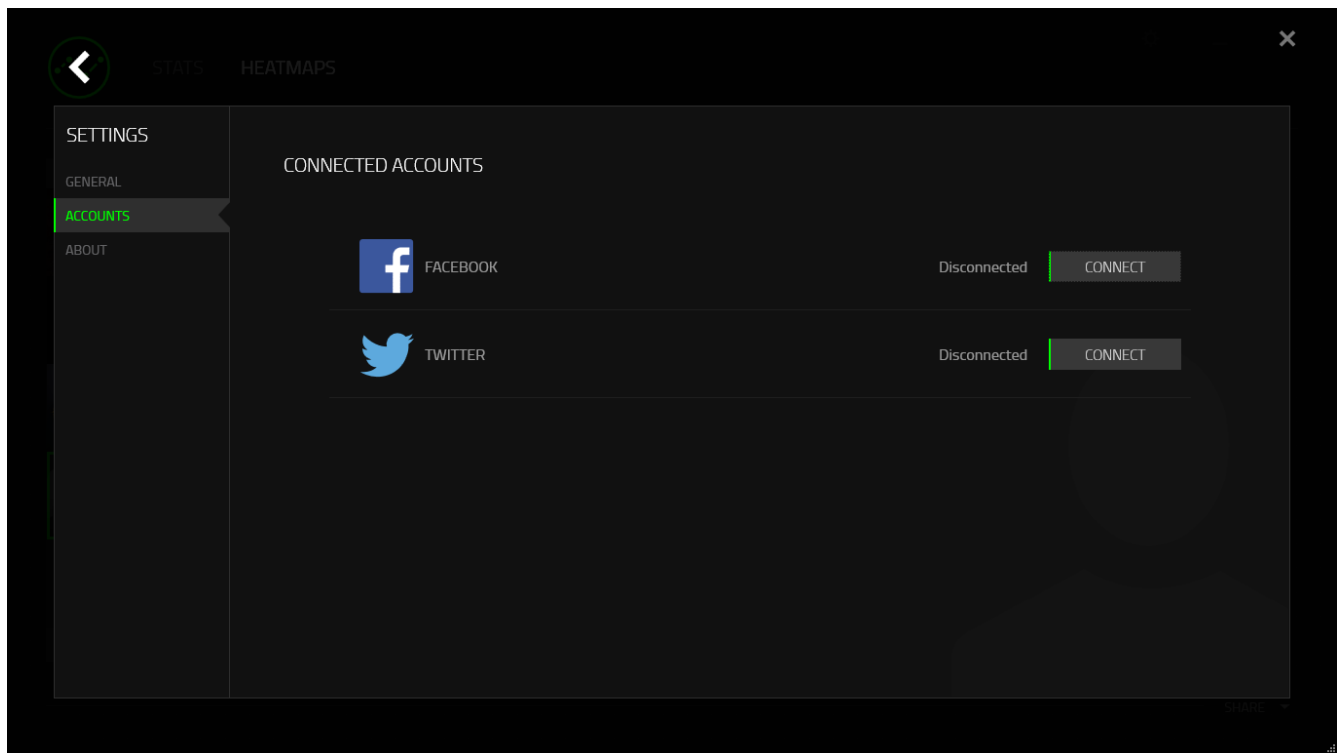 STATS HEATMAPS
SETTINGS
GENERAL
ACCOUNTS
ABOUT
CONNECTED ACCOUNTS
FACEBOOK Disconnected CONNECT
TWITTER Disconnected CONNECT
SHARE